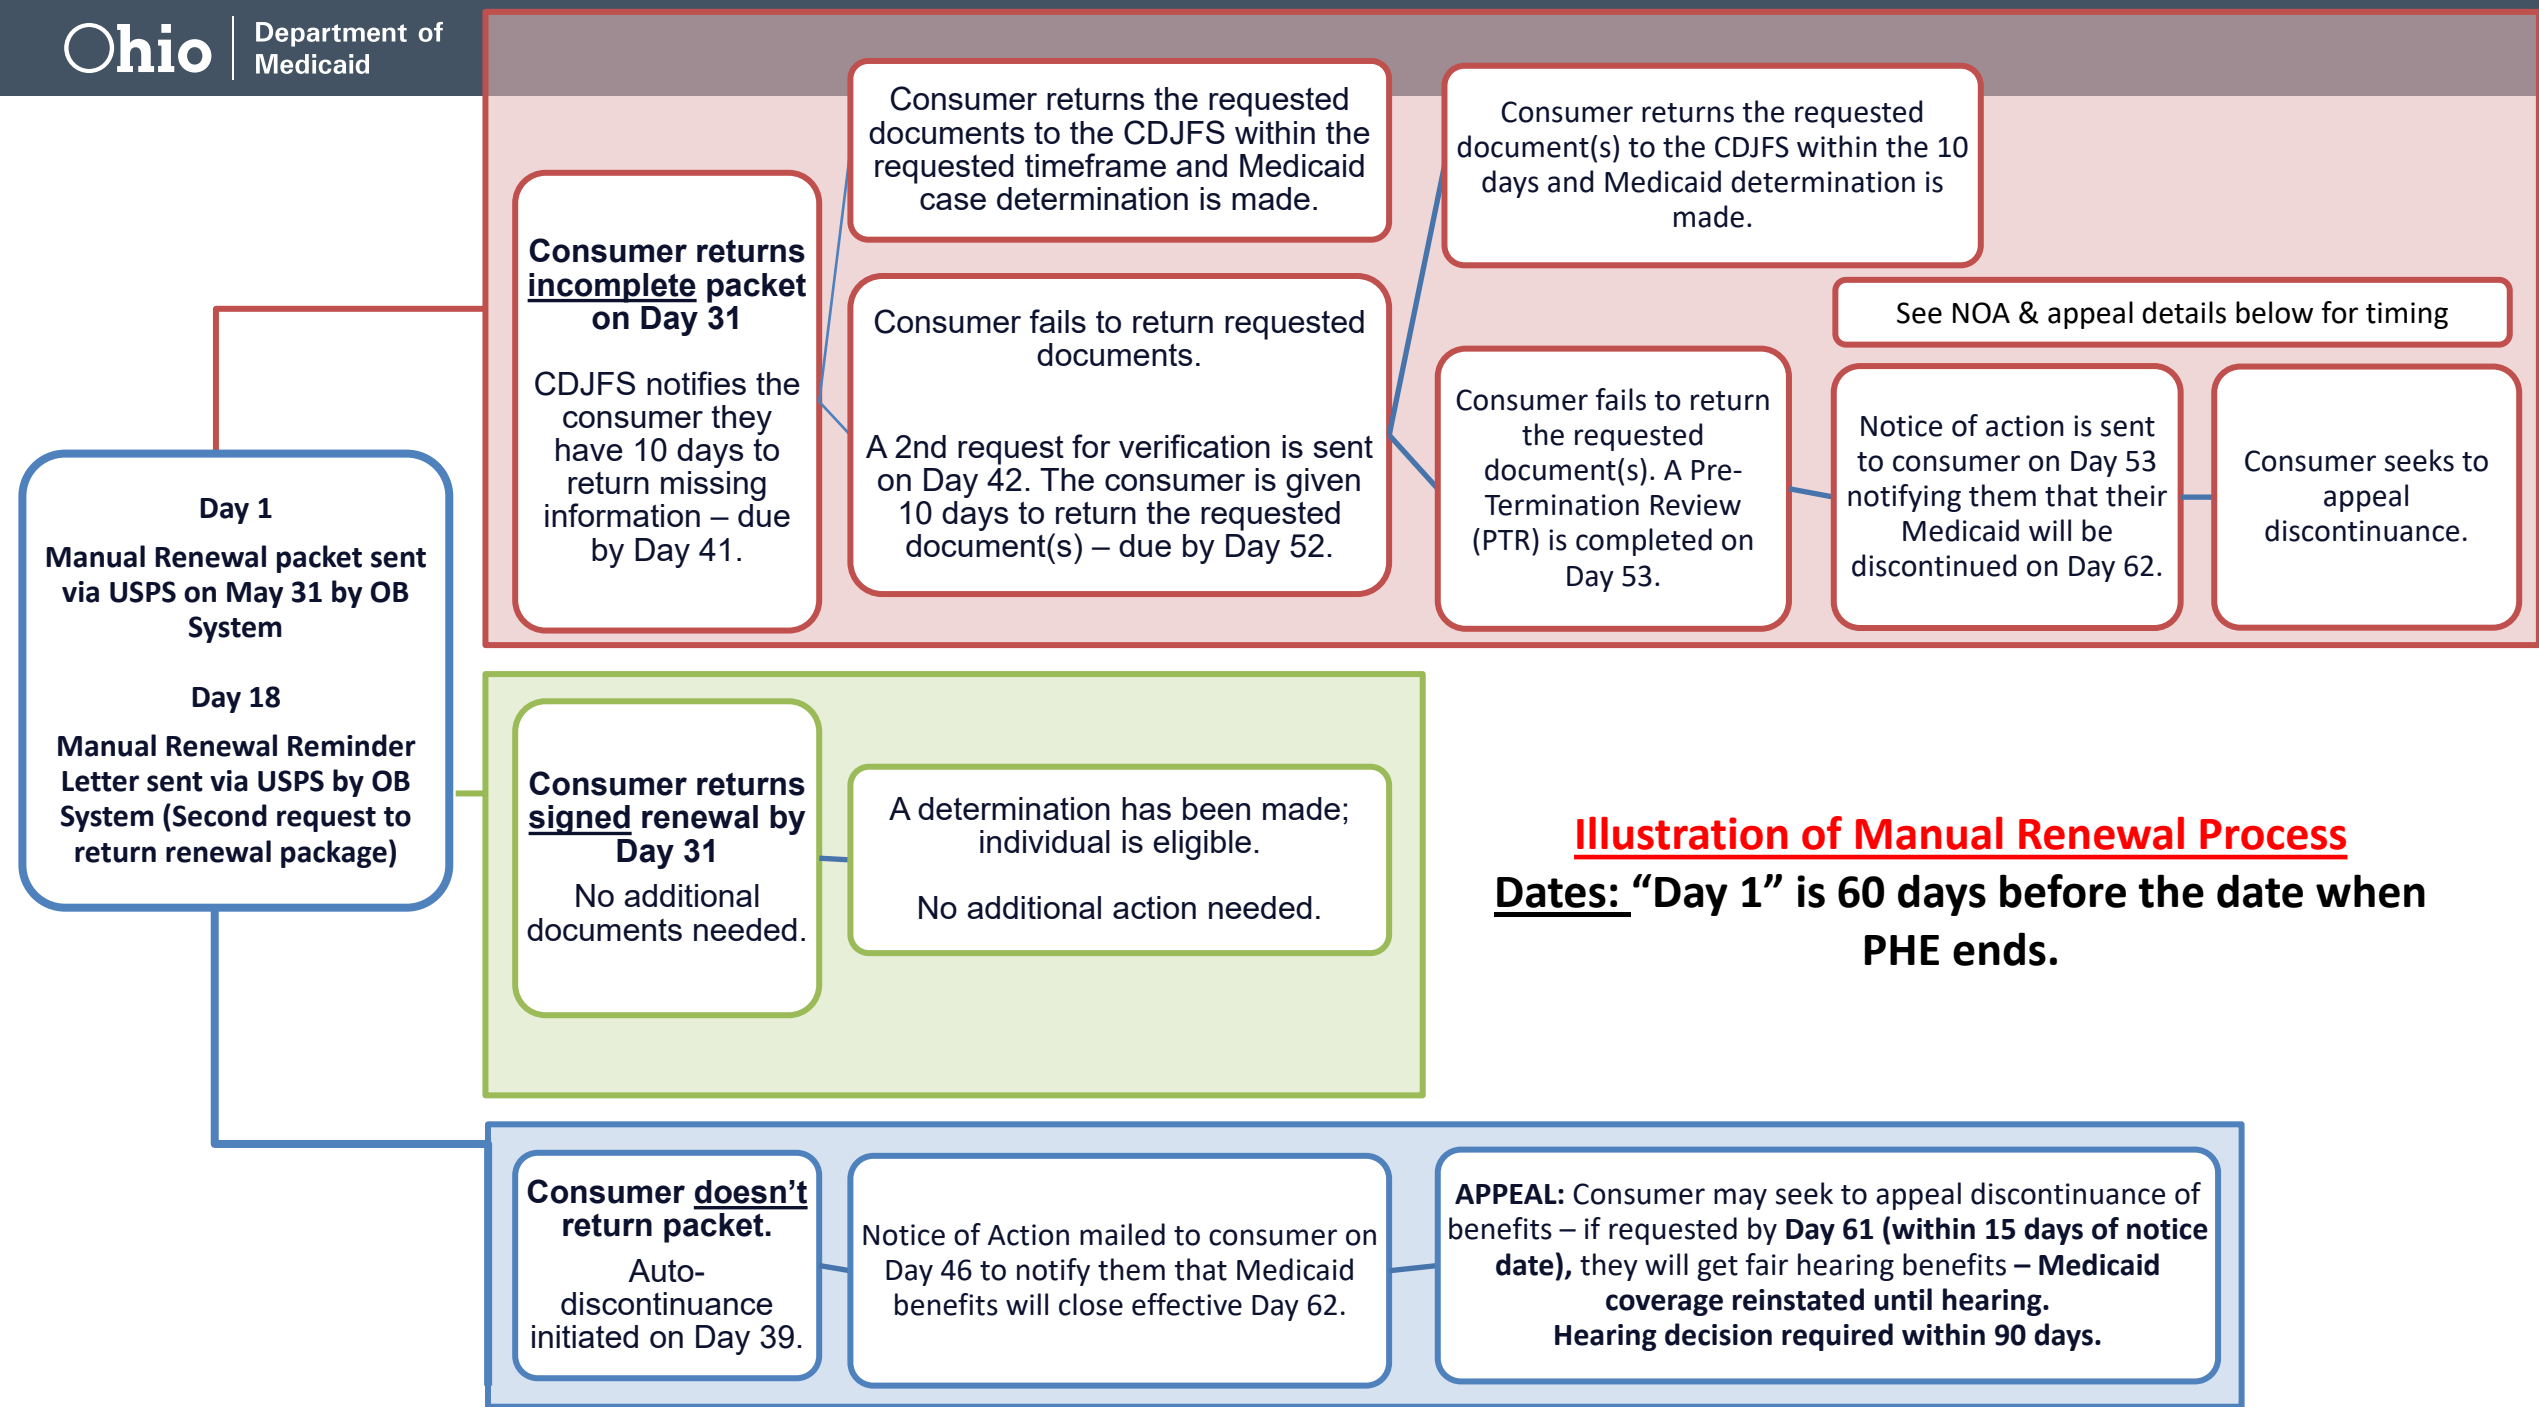 Ohio
Department of
Medicaid
Day 1
Manual Renewal packet sent
via USPS on May 31 by OB
System
Day 18
Manual Renewal Reminder
Letter sent via USPS by OB
System (Second request to
return renewal package)
Consumer returns
incomplete packet
on Day 31
CDJFS notifies the
consumer they
have 10 days to
return missing
information – due
by Day 41.
Consumer returns the requested
documents to the CDJFS within the
requested timeframe and Medicaid
case determination is made.
Consumer fails to return requested
documents.
A 2nd request for verification is sent
on Day 42. The consumer is given
10 days to return the requested
document(s) – due by Day 52.
Consumer returns the requested
document(s) to the CDJFS within the 10
days and Medicaid determination is
made.
See NOA & appeal details below for timing
Consumer fails to return
the requested
document(s). A Pre-
Termination Review
(PTR) is completed on
Day 53.
Notice of action is sent
to consumer on Day 53
notifying them that their
Medicaid will be
discontinued on Day 62.
Consumer seeks to
appeal
discontinuance.
Consumer returns
signed renewal by
Day 31
No additional
documents needed.
A determination has been made;
individual is eligible.
No additional action needed.
Illustration of Manual Renewal Process
Dates: “Day 1” is 60 days before the date when
PHE ends.
Consumer doesn’t
return packet.
Auto-
discontinuance
initiated on Day 39.
Notice of Action mailed to consumer on
Day 46 to notify them that Medicaid
benefits will close effective Day 62.
APPEAL: Consumer may seek to appeal discontinuance of
benefits – if requested by Day 61 (within 15 days of notice
date), they will get fair hearing benefits – Medicaid
coverage reinstated until hearing.
Hearing decision required within 90 days.